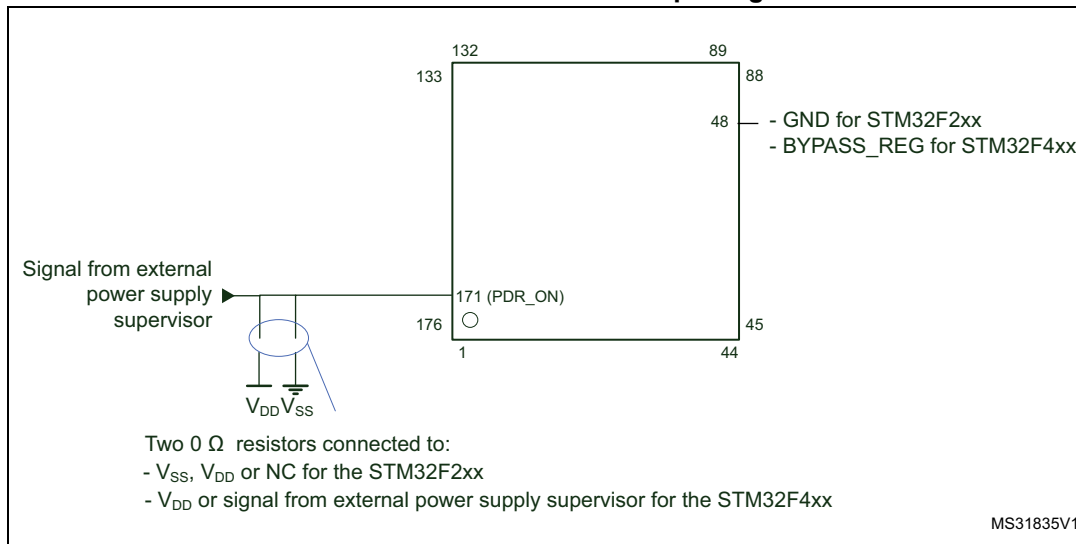 132
89
133
88
48
- GND for STM32F2xx
- BYPASS_REG for STM32F4xx
Signal from external
power supply
supervisor
171 (PDR_ON)
176
45
1
44
VDD VSS
Two 0 Ω resistors connected to:
- VSS, VDD or NC for the STM32F2xx
- VDD or signal from external power supply supervisor for the STM32F4xx
MS31835V1